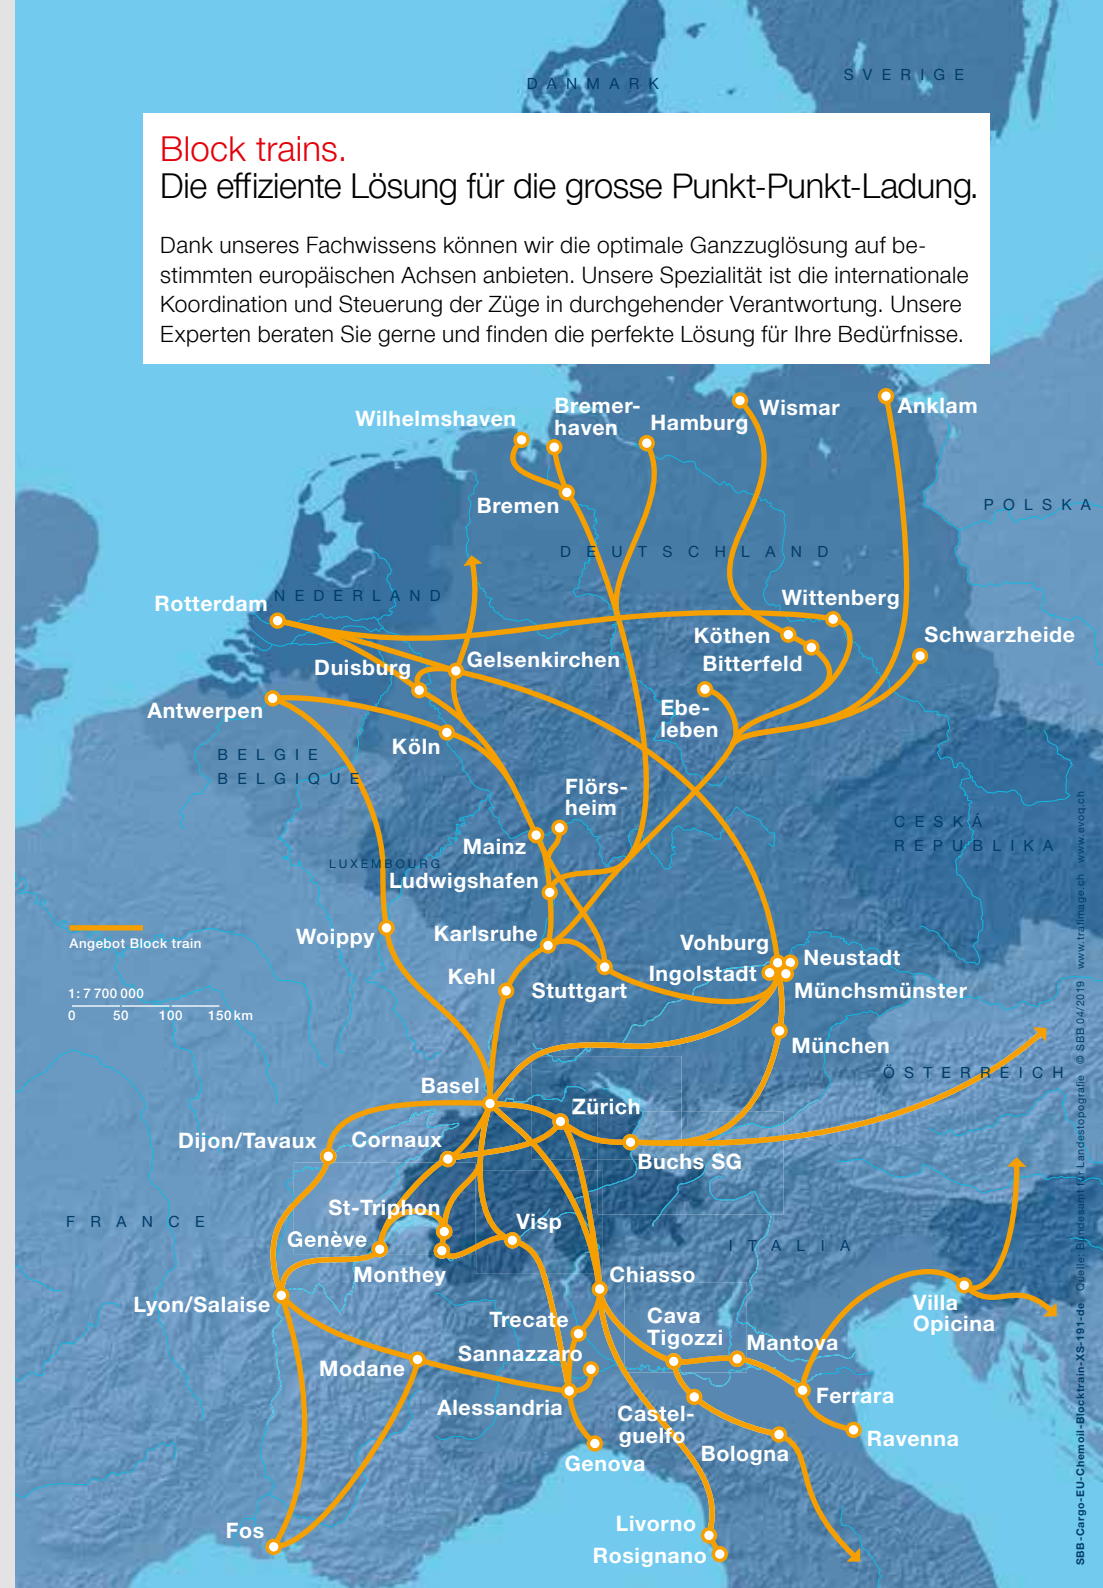 DANMARK
SVERIGE
Block trains.
Die effiziente Lösung für die grosse Punkt-Punkt-Ladung.
Dank unseres Fachwissens können wir die optimale Ganzzuglösung auf be-
stimmten europäischen Achsen anbieten. Unsere Spezialität ist die internationale
Koordination und Steuerung der Züge in durchgehender Verantwortung. Unsere
Experten beraten Sie gerne und finden die perfekte Lösung für Ihre Bedürfnisse.
Wilhelmshaven
Bremer-
haven
Hamburg
Wismar
Anklam
Bremen
POLSKA
DEUTSCHLAND
NEDERLAND
Rotterdam
Wittenberg
Köthen
Bitterfeld
Schwarzheide
Duisburg
Gelsenkirchen
Antwerpen
Ebe-
leben
Köln
BELGIE
BELGIQUE
Flörs-
heim
CESKÁ
REPUBLIKA
Mainz
LUXEMBOURG
Ludwigshafen
Angebot Block train
Woippy
Karlsruhe
Vohburg
Neustadt
Ingolstadt
Münchsmünster
Kehl
Stuttgart
1: 7 700 000
0 50 100 150 km
München
ÖSTERREICH
Basel
Zürich
Dijon/Tavaux
Cornaux
Buchs SG
FRANCE
St-Triphon
Visp
Genève
ITALIA
Monthey
Chiasso
Lyon/Salaise
Villa
Opicina
Trecate
Cava
Tigozzi
Mantova
Sannazzaro
Modane
Alessandria
Castel-
guelfo
Ferrara
Ravenna
Bologna
Genova
Fos
Livorno
Rosignano
SBB-Cargo-EU-Chemoil-Blocktrain-XS-191-de Quelle: Bundesamt für Landestopografie © SBB 04/2019 www.trafimage.ch www.evoq.ch